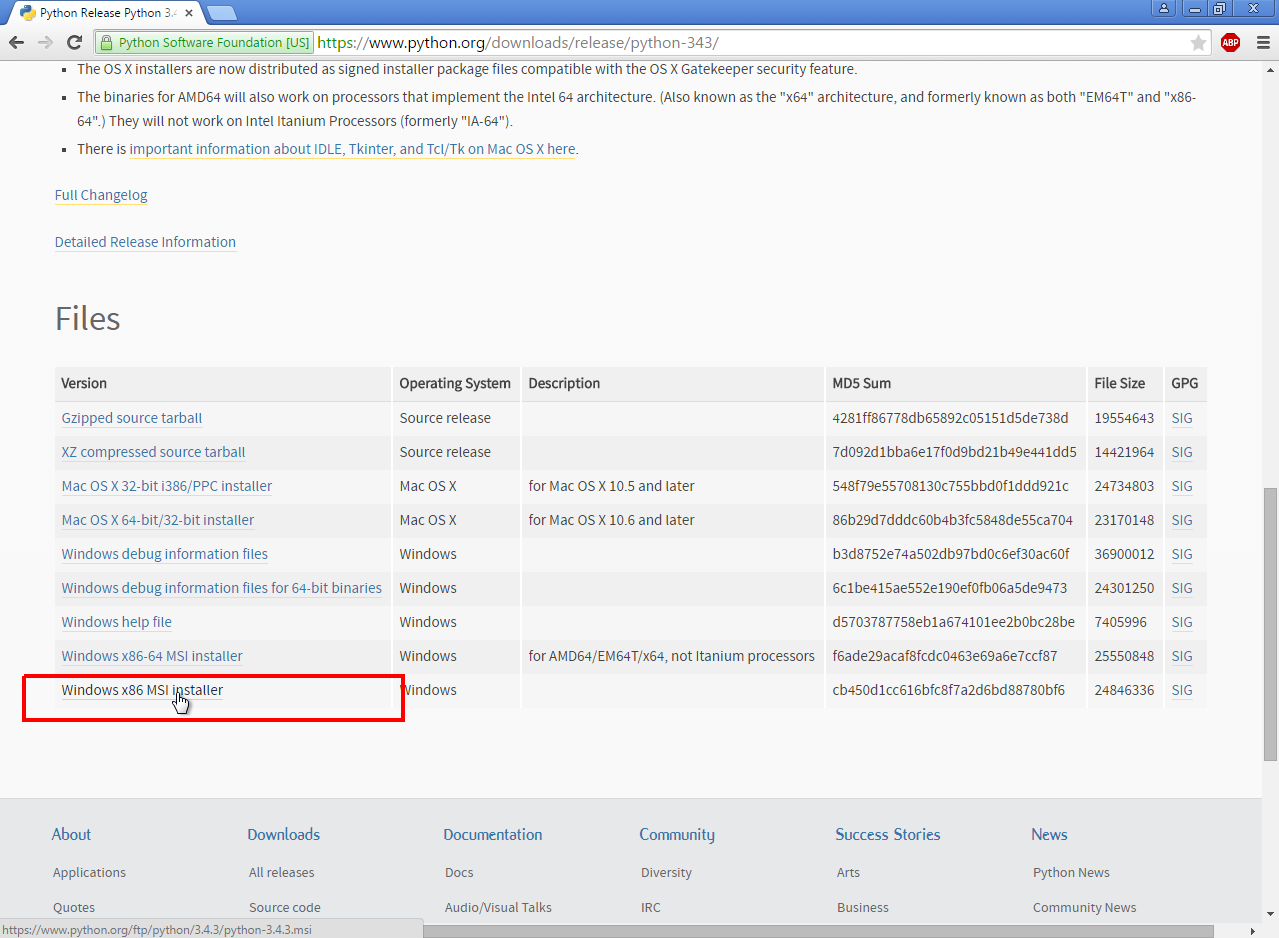 Python Release Python 3.4
Python Software Foundation [US] https://www.python.org/downloads/release/python-343/
ABP
The OS X installers are now distributed as signed installer package files compatible with the OS X Gatekeeper security feature.
The binaries for AMD64 will also work on processors that implement the Intel 64 architecture. (Also known as the "x64" architecture, and formerly known as both "EM64T" and "x86-
64".) They will not work on Intel Itanium Processors (formerly "IA-64").
There is important information about IDLE, Tkinter, and Tcl/Tk on Mac OS X here.
Full Changelog
Detailed Release Information
Files
Version Operating System Description MD5 Sum File Size GPG
Gzipped source tarball Source release 4281ff86778db65892c05151d5de738d 19554643 SIG
XZ compressed source tarball Source release 7d092d1bba6e17f0d9bd21b49e441dd5 14421964 SIG
Mac OS X 32-bit i386/PPC installer Mac OS X for Mac OS X 10.5 and later 548f79e55708130c755bbd0f1ddd921c 24734803 SIG
Mac OS X 64-bit/32-bit installer Mac OS X for Mac OS X 10.6 and later 86b29d7dddc60b4b3fc5848de55ca704 23170148 SIG
Windows debug information files Windows b3d8752e74a502db97bd0c6ef30ac60f 36900012 SIG
Windows debug information files for 64-bit binaries Windows 6c1be415ae552e190ef0fb06a5de9473 24301250 SIG
Windows help file Windows d5703787758eb1a674101ee2b0bc28be 7405996 SIG
Windows x86-64 MSI installer Windows for AMD64/EM64T/x64, not Itanium processors f6ade29acaf8fcdc0463e69a6e7ccf87 25550848 SIG
Windows x86 MSI installer Windows cb450d1cc616bfc8f7a2d6bd88780bf6 24846336 SIG
About Downloads Documentation Community Success Stories News
Applications All releases Docs Diversity Arts Python News
Quotes Source code Audio/Visual Talks IRC Business Community News
https://www.python.org/ftp/python/3.4.3/python-3.4.3.msi